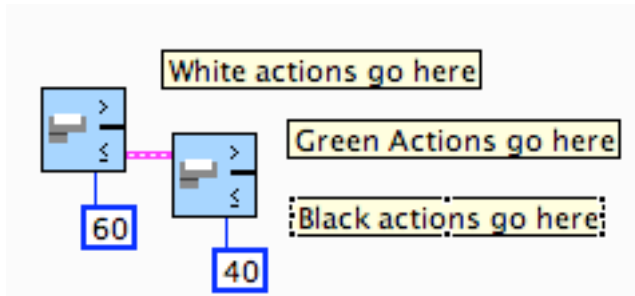 White actions go here
>
≤
Green Actions go here
>
≤
60
Black actions go here
40